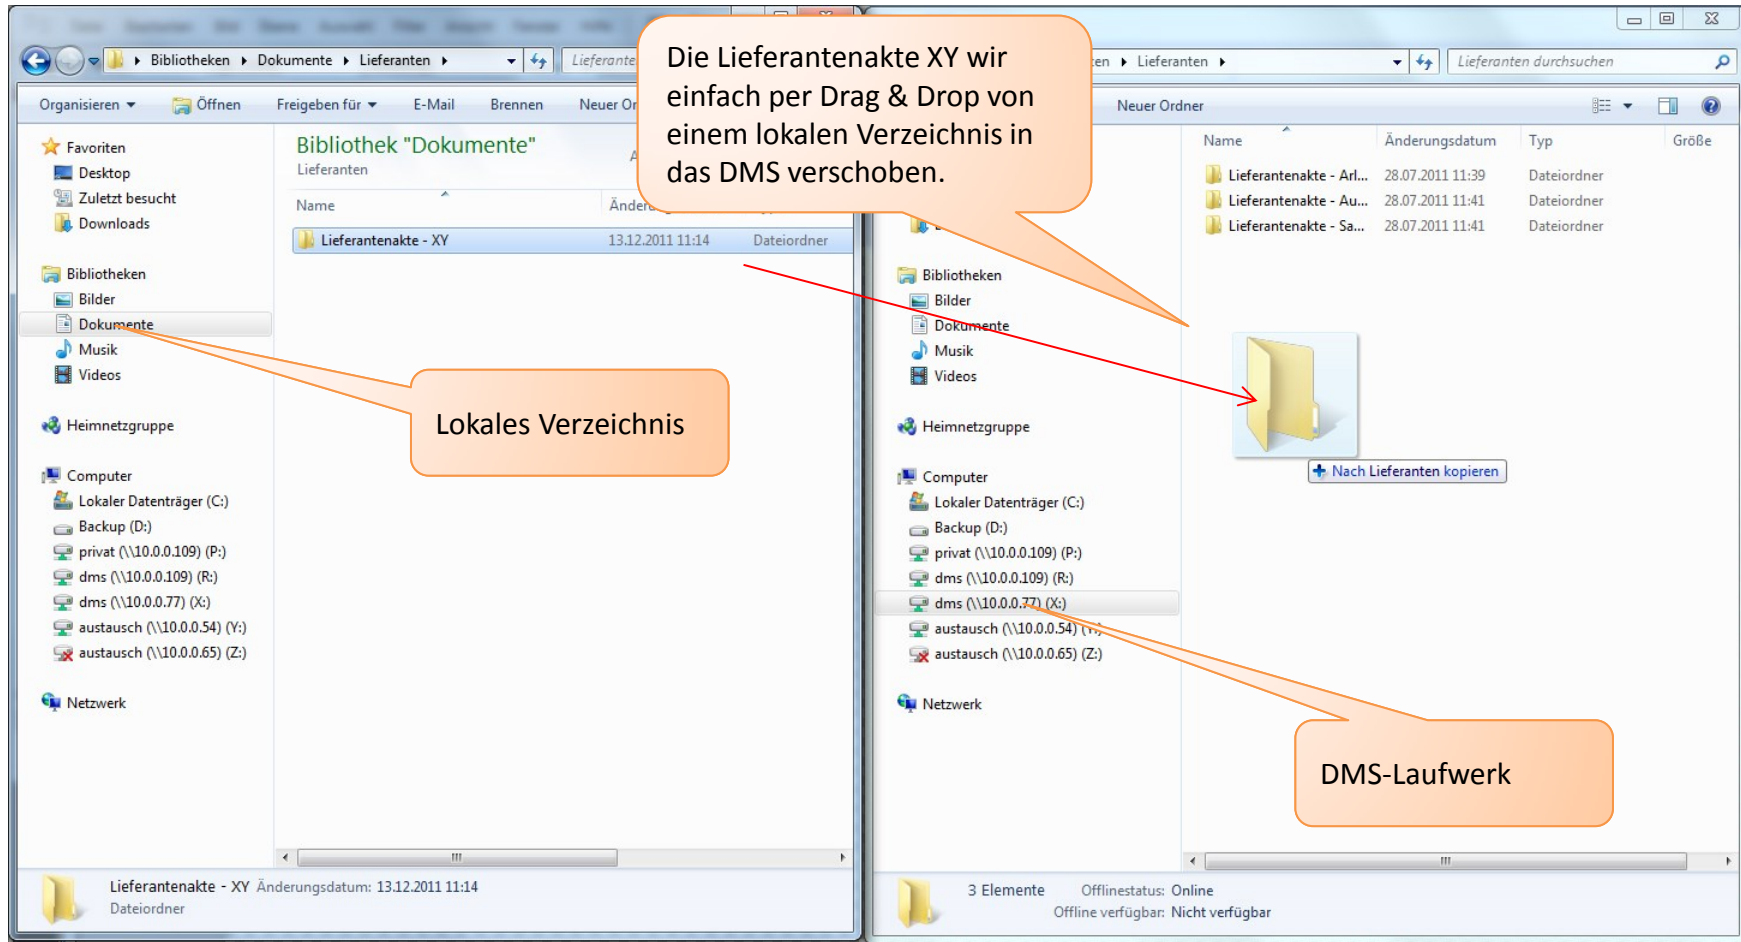 Bibliotheken Dokumente Lieferanten
Organisieren Öffnen Freigeben für E-Mail Brennen Neuer Or
Favoriten
Desktop
Zuletzt besucht
Downloads
Bibliotheken
Bilder
Dokumente
Musik
Videos
Heimnetzgruppe
Computer
Lokaler Datenträger (C:)
Backup (D:)
privat (\\10.0.0.109) (P:)
dms (\\10.0.0.109) (R:)
dms (\\10.0.0.77) (X:)
austausch (\\10.0.0.54) (Y:)
austausch (\\10.0.0.65) (Z:)
Netzwerk
Bibliothek "Dokumente"
Lieferanten
Name
Lieferantenakte - XY 13.12.2011 11:14 Dateiordner
Lokales Verzeichnis
Lieferantenakte - XY Änderungsdatum: 13.12.2011 11:14
Dateiordner
Die Lieferantenakte XY wir
einfach per Drag & Drop von
einem lokalen Verzeichnis in
das DMS verschoben.
Lieferanten
Lieferanten durchsuchen
Neuer Ordner
Name Änderungsdatum Typ Größe
Lieferantenakte - Arl... 28.07.2011 11:39 Dateiordner
Lieferantenakte - Au... 28.07.2011 11:41 Dateiordner
Lieferantenakte - Sa... 28.07.2011 11:41 Dateiordner
Bibliotheken
Bilder
Dokumente
Musik
Videos
Heimnetzgruppe
Computer
Lokaler Datenträger (C:)
Backup (D:)
privat (\\10.0.0.109) (P:)
dms (\\10.0.0.109) (R:)
dms (\\10.0.0.77) (X:)
austausch (\\10.0.0.54) (Y:)
austausch (\\10.0.0.65) (Z:)
Netzwerk
Nach Lieferanten kopieren
DMS-Laufwerk
3 Elemente Offlinestatus: Online
Offline verfügbar: Nicht verfügbar